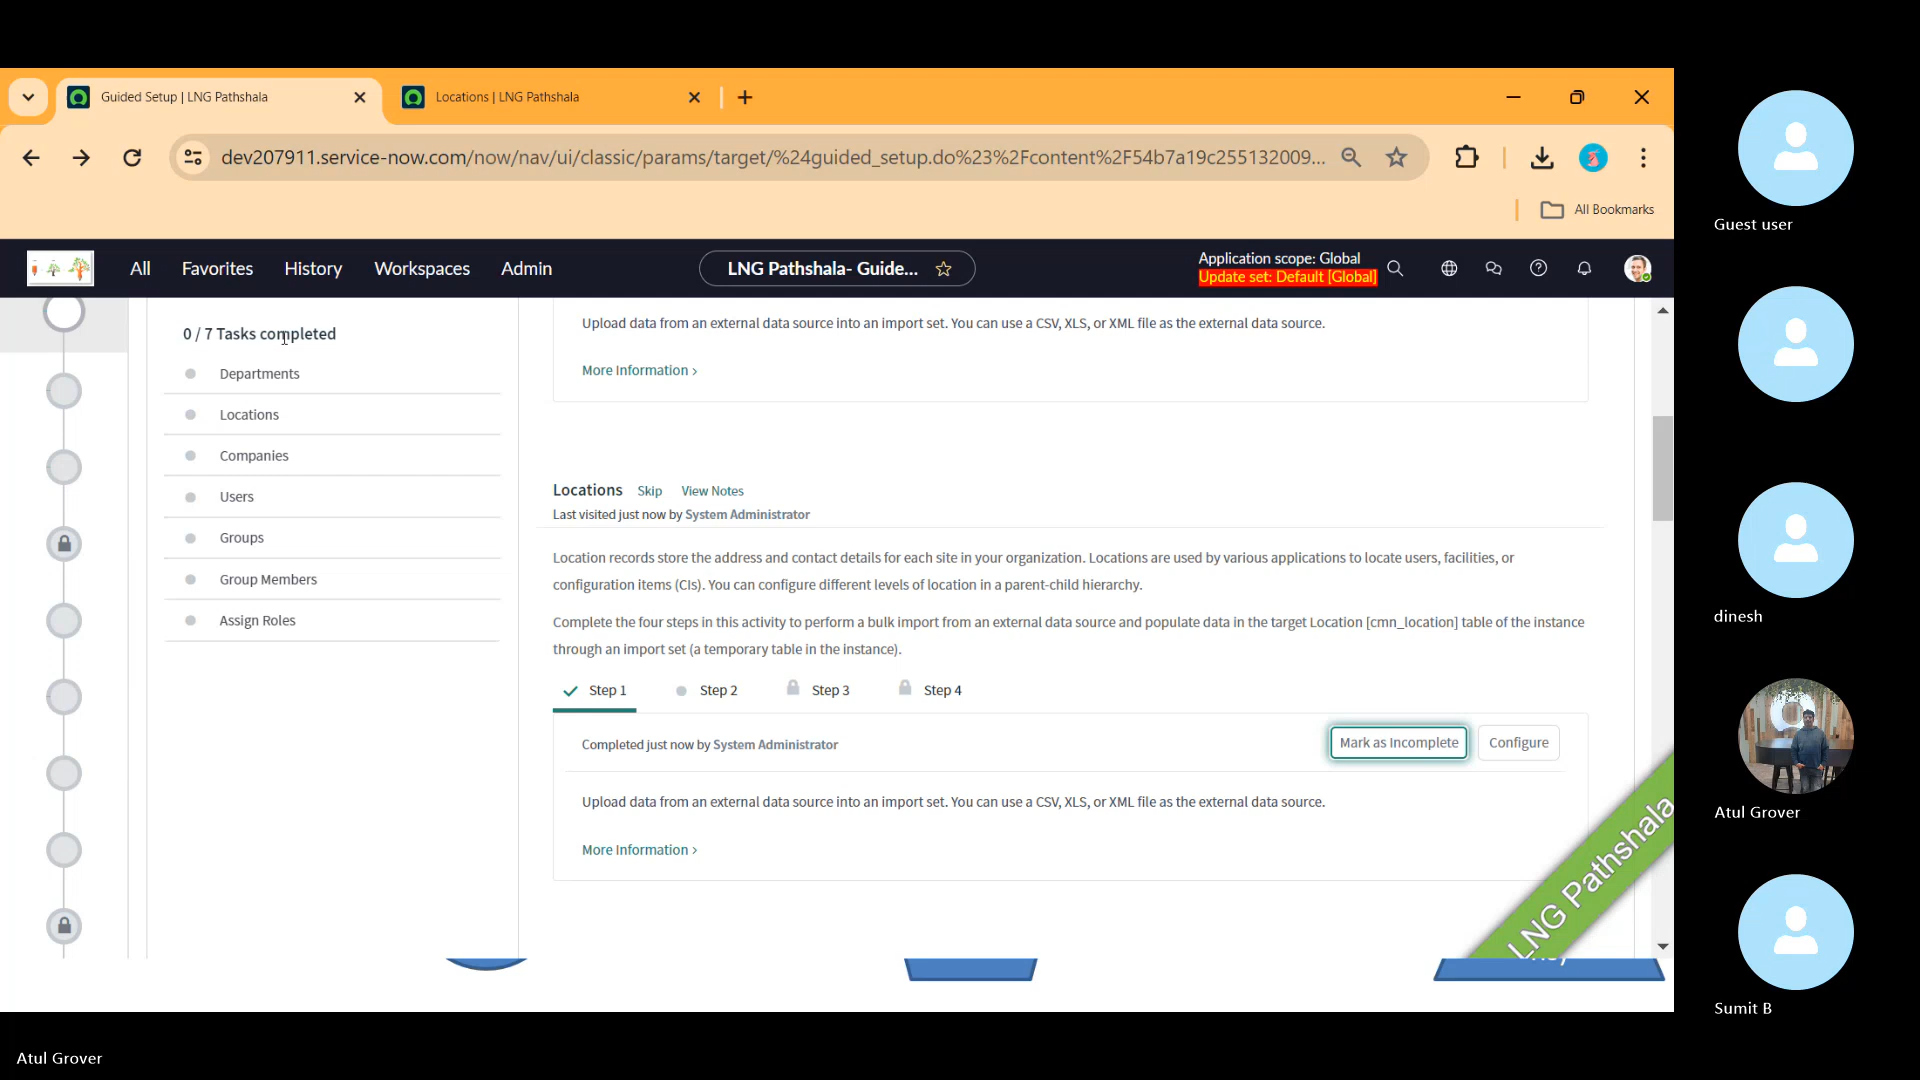 Guided Setup | LNG Pathshala
Locations | LNG Pathshala
dev207911.service-now.com/now/nav/ui/classic/params/target/%24guided_setup.do%23%2Fcontent%2F54b7a19c255132009...
All Bookmarks
All
Favorites
History
Workspaces
Admin
LNG Pathshala- Guide...
Application scope: Global
Update set: Default [Global]
0 / 7 Tasks completed
Departments
Locations
Companies
Users
Groups
Group Members
Assign Roles
Upload data from an external data source into an import set. You can use a CSV, XLS, or XML file as the external data source.
More Information ›
Locations Skip View Notes
Last visited just now by System Administrator
Location records store the address and contact details for each site in your organization. Locations are used by various applications to locate users, facilities, or
configuration items (CIs). You can configure different levels of location in a parent-child hierarchy.
Complete the four steps in this activity to perform a bulk import from an external data source and populate data in the target Location [cmn_location] table of the instance
through an import set (a temporary table in the instance).
Step 1
Step 2
Step 3
Step 4
Completed just now by System Administrator
Mark as Incomplete
Configure
Upload data from an external data source into an import set. You can use a CSV, XLS, or XML file as the external data source.
More Information ›
LNG Pathshala
Guest user
dinesh
Atul Grover
Sumit B
Atul Grover